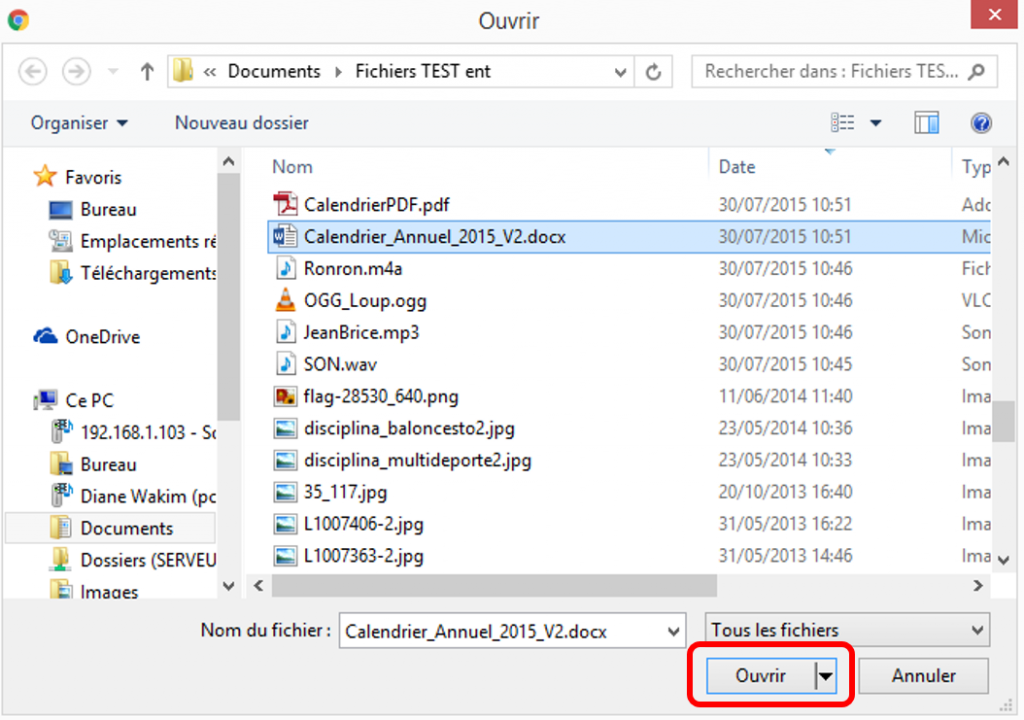 Ouvrir
« Documents Fichiers TEST ent
Rechercher dans : Fichiers TES...
Organiser
Nouveau dossier
Favoris
Bureau
Emplacements ré
Téléchargements
OneDrive
Ce PC
192.168.1.103 - Sc
Bureau
Diane Wakim (pc
Documents
Dossiers (SERVEU
Images
Nom Date Typ
CalendrierPDF.pdf 30/07/2015 10:51 Adc
Calendrier_Annuel_2015_V2.docx 30/07/2015 10:51 Mic
Ronron.m4a 30/07/2015 10:46 Fich
OGG_Loup.ogg 30/07/2015 10:46 VLC
JeanBrice.mp3 30/07/2015 10:46 Son
SON.wav 30/07/2015 10:45 Son
flag-28530_640.png 11/06/2014 11:40 Ima
disciplina_baloncesto2.jpg 23/05/2014 10:36 Ima
disciplina_multideporte2.jpg 23/05/2014 10:33 Ima
35_117.jpg 20/10/2013 16:40 Ima
L1007406-2.jpg 31/05/2013 16:22 Ima
L1007363-2.jpg 31/05/2013 14:46 Ima
Nom du fichier : Calendrier_Annuel_2015_V2.docx
Tous les fichiers
Ouvrir
Annuler